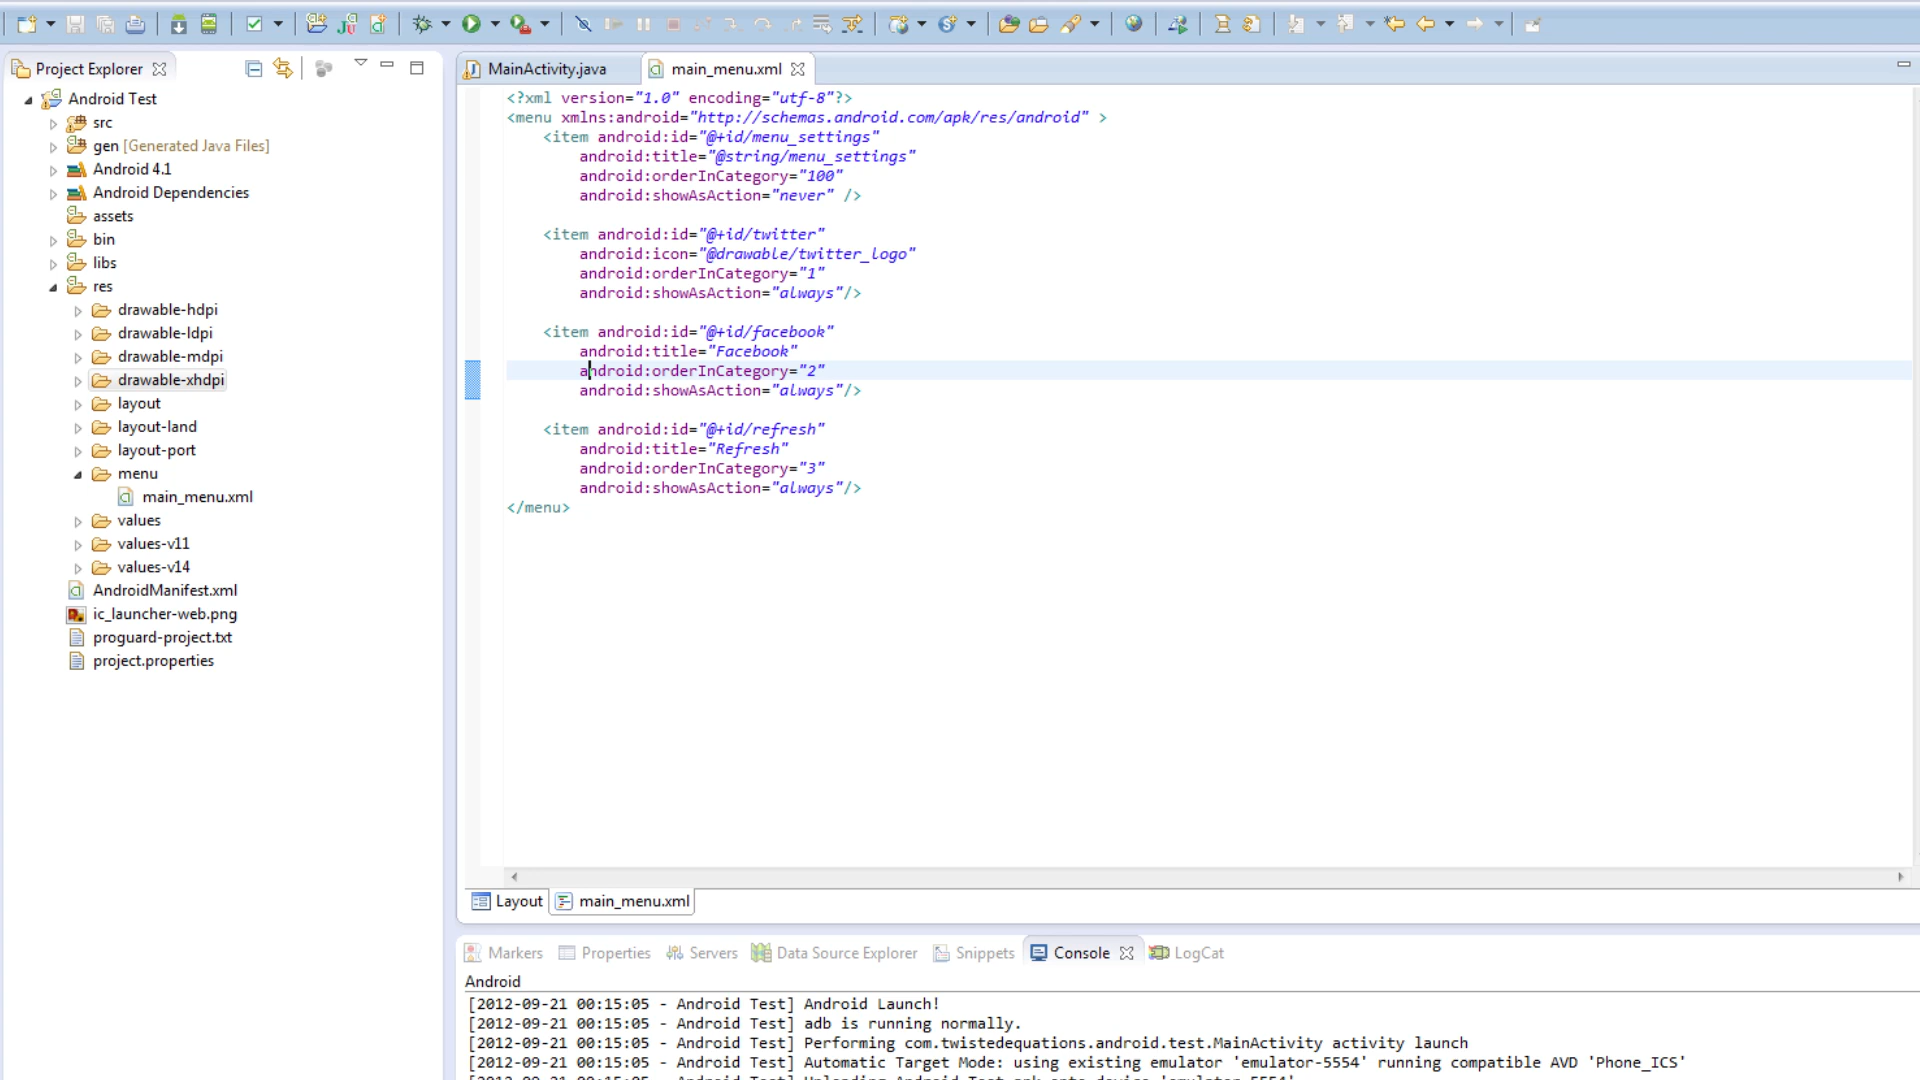 Project Explorer
Android Test
src
gen [Generated Java Files]
Android 4.1
Android Dependencies
assets
bin
libs
res
drawable-hdpi
drawable-ldpi
drawable-mdpi
drawable-xhdpi
layout
layout-land
layout-port
menu
main_menu.xml
values
values-v11
values-v14
AndroidManifest.xml
ic_launcher-web.png
proguard-project.txt
project.properties
MainActivity.java
main_menu.xml
<?xml version="1.0" encoding="utf-8"?>
<menu xmlns:android="http://schemas.android.com/apk/res/android" >
<item android:id="@+id/menu_settings"
android:title="@string/menu_settings"
android:orderInCategory="100"
android:showAsAction="never" />
<item android:id="@+id/twitter"
android:icon="@drawable/twitter_logo"
android:orderInCategory="1"
android:showAsAction="always"/>
<item android:id="@+id/facebook"
android:title="Facebook"
android:orderInCategory="2"
android:showAsAction="always"/>
<item android:id="@+id/refresh"
android:title="Refresh"
android:orderInCategory="3"
android:showAsAction="always"/>
</menu>
Layout
main_menu.xml
Markers
Properties
Servers
Data Source Explorer
Snippets
Console
LogCat
Android
[2012-09-21 00:15:05 - Android Test] Android Launch!
[2012-09-21 00:15:05 - Android Test] adb is running normally.
[2012-09-21 00:15:05 - Android Test] Performing com.twistedequations.android.test.MainActivity activity launch
[2012-09-21 00:15:05 - Android Test] Automatic Target Mode: using existing emulator 'emulator-5554' running compatible AVD 'Phone_ICS'